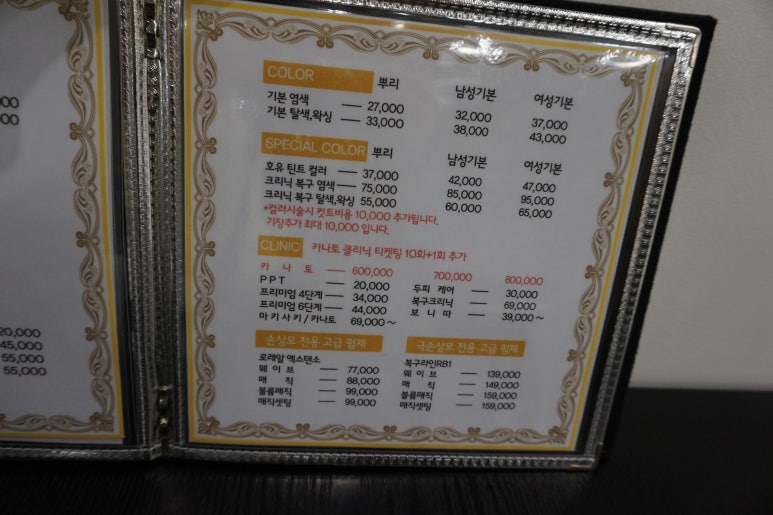 00
000
20,000
45,000
55,000
55,000
COLOR 뿌리 남성기본 여성기본
기본 염색 27,000 32,000 37,000
기본 탈색,왁싱 33,000 38,000 43,000
SPECIAL COLOR 뿌리 남성기본 여성기본
호유 틴트 컬러 37,000 42,000 47,000
크리닉 복구 염색 75,000 85,000 95,000
크리닉 복구 탈색,왁싱 55,000 60,000 65,000
*컬러시술시 컷트비용 10,000 추가됩니다.
기장추가 최대 10,000 입니다.
CLINIC 카나토 클리닉 티켓팅 10회+1회 추가
카 나 토 600,000 700,000 800,000
PPT 20,000 두피 케어 30,000
프리미엄 4단계 34,000 복구크리닉 69,000
프리미엄 6단계 44,000 보 니 따 39,000~
마키사키/카나토 69,000~
손상모 전용 고급 펌제 극손상모 전용 고급 펌제
로레알 엑스텐소 복구라인RB1
웨 이 브 77,000 웨 이 브 139,000
매 직 88,000 매 직 149,000
볼륨매직 99,000 볼륨매직 159,000
매직셋팅 99,000 매직셋팅 159,000